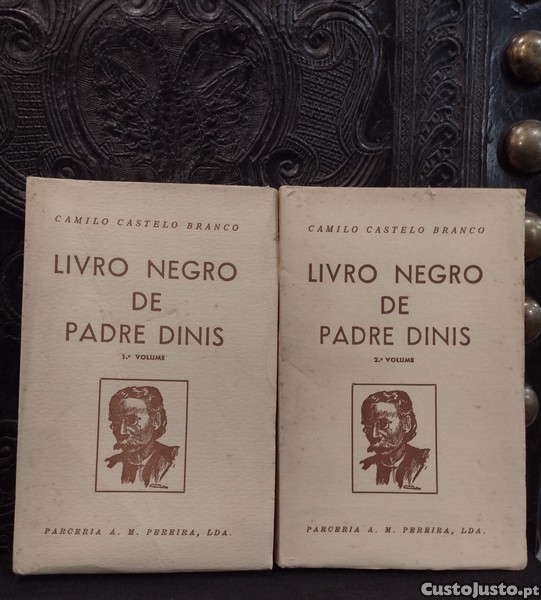 CAMILO CASTELO BRANCO
LIVRO NEGRO
DE
PADRE DINIS
1.º VOLUME
PARCERIA A. M. PEREIRA, LDA.
CAMILO CASTELO BRANCO
LIVRO NEGRO
DE
PADRE DINIS
2.º VOLUME
PARCERIA A. M. PEREIRA, LDA.
CustoJusto.pt